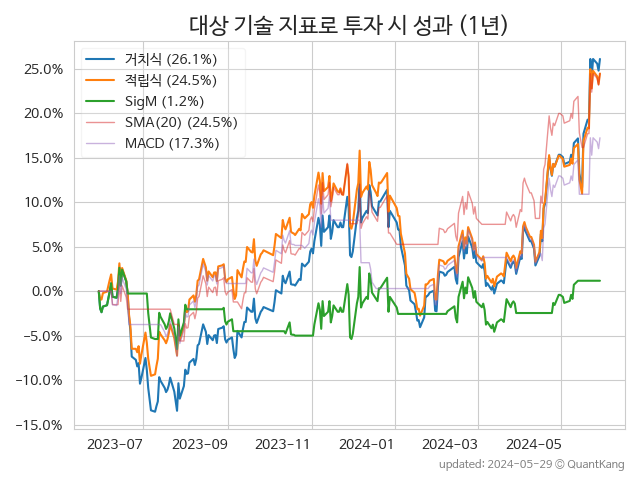 대상 기술 지표로 투자 시 성과 (1년)
거치식 (26.1%)
적립식 (24.5%)
SigM (1.2%)
SMA(20) (24.5%)
MACD (17.3%)
25.0%
20.0%
15.0%
10.0%
5.0%
0.0%
−5.0%
−10.0%
−15.0%
2023-07 2023-09 2023-11 2024-01 2024-03 2024-05
updated: 2024-05-29 © QuantKang